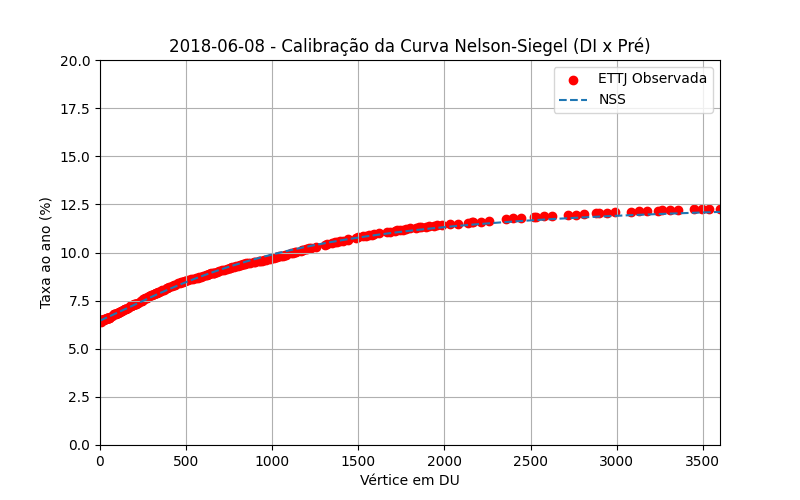 2018-06-08 - Calibração da Curva Nelson-Siegel (DI x Pré)
20.0
17.5
15.0
12.5
10.0
7.5
5.0
2.5
0.0
Taxa ao ano (%)
ETTJ Observada
NSS
0 500 1000 1500 2000 2500 3000 3500
Vértice em DU